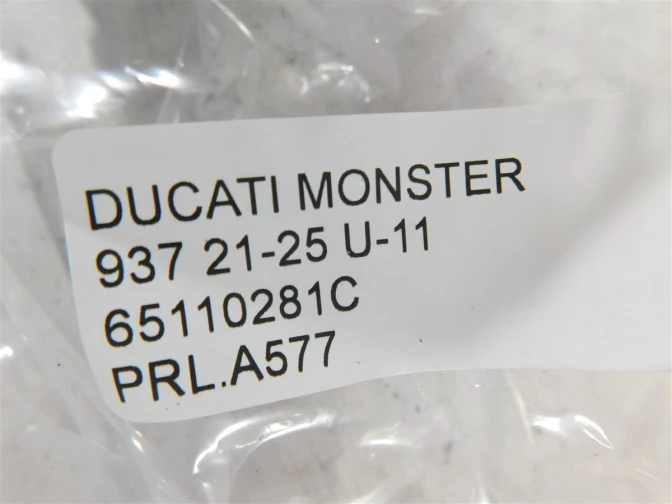 DUCATI MONSTER
937 21-25 U-11
65110281C
PRL.A577